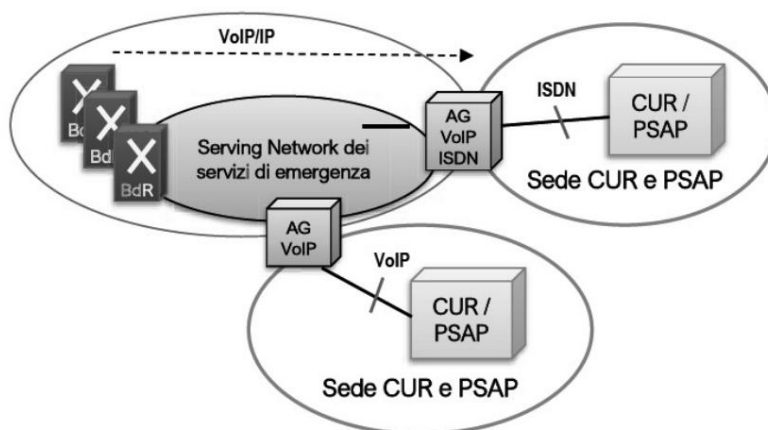 VoIP/IP
BdR
Serving Network dei
servizi di emergenza
AG
VoIP
ISDN
ISDN
CUR /
PSAP
Sede CUR e PSAP
AG
VoIP
VoIP
CUR /
PSAP
Sede CUR e PSAP